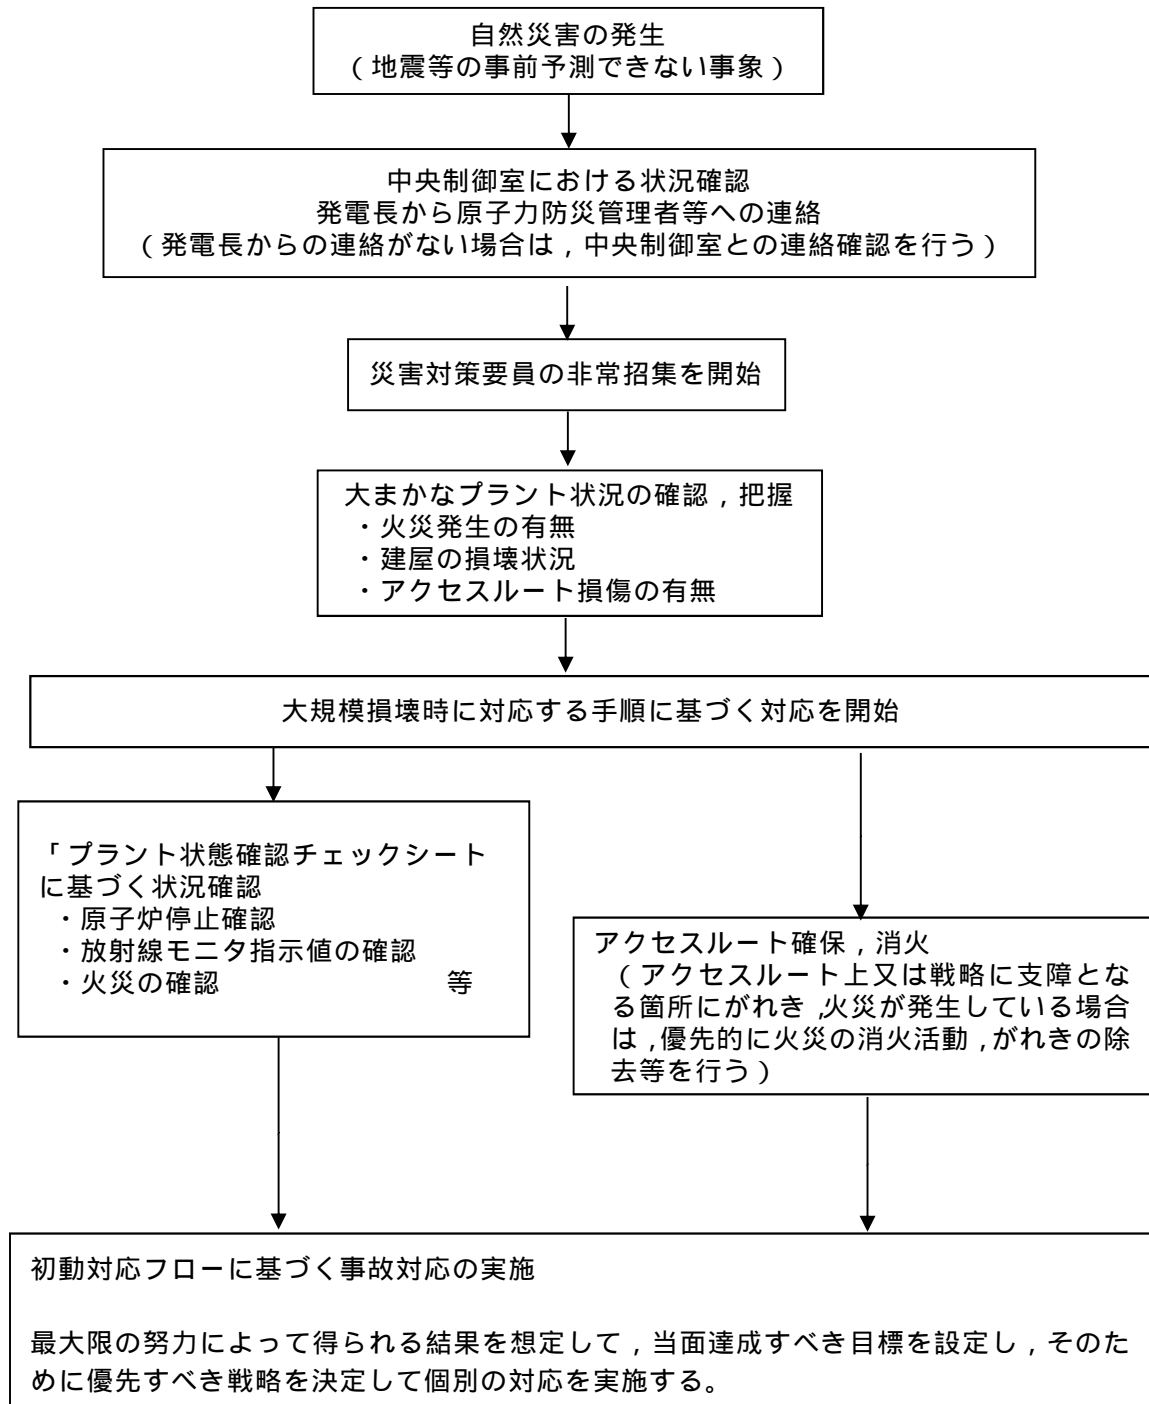 自然災害の発生
（地震等の事前予測できない事象）
中央制御室における状況確認
発電長から原子力防災管理者等への連絡
（発電長からの連絡がない場合は，中央制御室との連絡確認を行う）
災害対策要員の非常招集を開始
大まかなプラント状況の確認，把握
・火災発生の有無
・建屋の損壊状況
・アクセスルート損傷の有無
大規模損壊時に対応する手順に基づく対応を開始
「プラント状態確認チェックシート
に基づく状況確認
・原子炉停止確認
・放射線モニタ指示値の確認
・火災の確認　　　　　　　　　等
アクセスルート確保，消火
（アクセスルート上又は戦略に支障とな
る箇所にがれき，火災が発生している場合
は，優先的に火災の消火活動，がれきの除
去等を行う）
初動対応フローに基づく事故対応の実施
最大限の努力によって得られる結果を想定して，当面達成すべき目標を設定し，そのた
めに優先すべき戦略を決定して個別の対応を実施する。